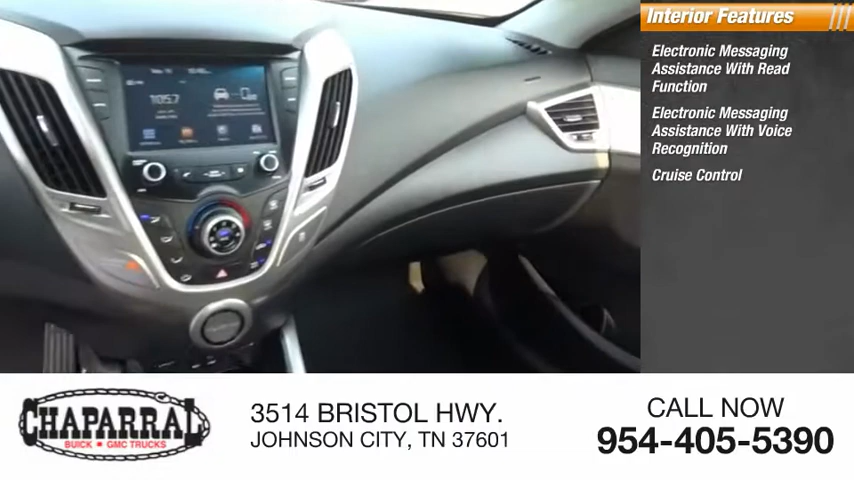 Interior Features
Electronic Messaging
Assistance With Read
Function
Electronic Messaging
Assistance With Voice
Recognition
Cruise Control
1057
CHAPARRAL
BUICK GMC TRUCKS
3514 BRISTOL HWY.
JOHNSON CITY, TN 37601
CALL NOW
954-405-5390